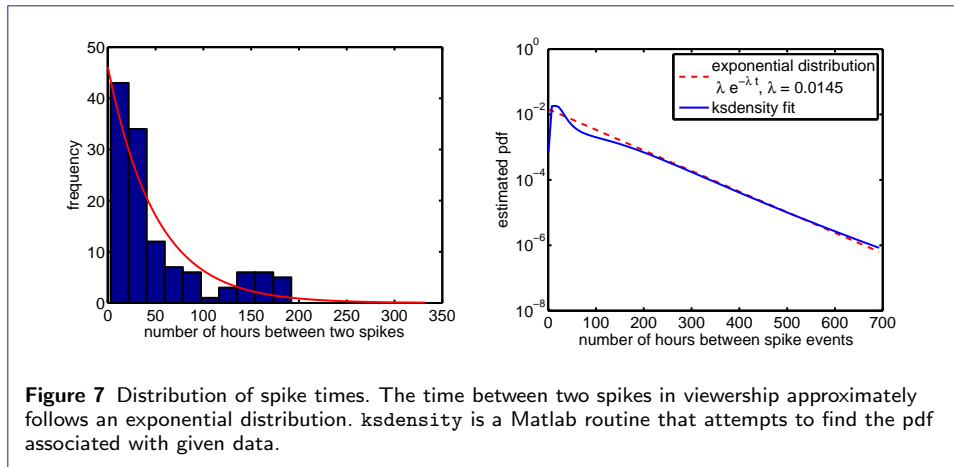 50
40
30
20
10
0
frequency
0 50 100 150 200 250 300 350
number of hours between two spikes
10^0
10^−2
10^−4
10^−6
10^−8
estimated pdf
exponential distribution
λ e^−λ t, λ = 0.0145
ksdensity fit
0 100 200 300 400 500 600 700
number of hours between spike events
Figure 7 Distribution of spike times. The time between two spikes in viewership approximately
follows an exponential distribution. ksdensity is a Matlab routine that attempts to find the pdf
associated with given data.